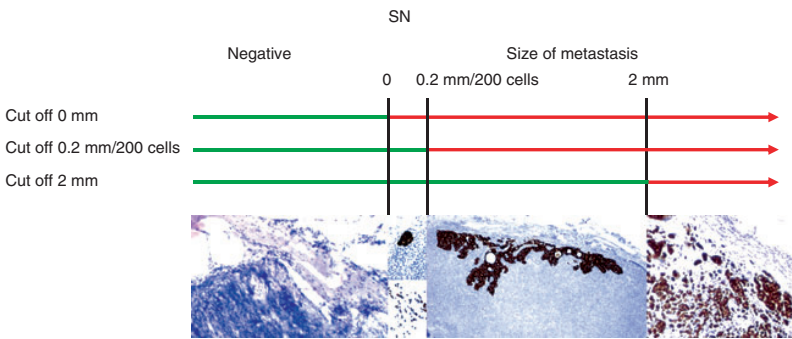 SN
Negative
Size of metastasis
0
0.2 mm/200 cells
2 mm
Cut off 0 mm
Cut off 0.2 mm/200 cells
Cut off 2 mm